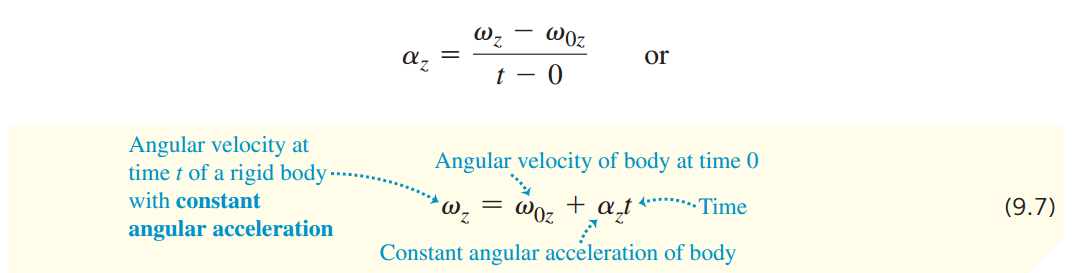 α_z = (ω_z − ω_0z) / (t − 0) or
Angular velocity at
time t of a rigid body
with constant
angular acceleration
Angular velocity of body at time 0
ω_z = ω_0z + α_z t
Time
(9.7)
Constant angular acceleration of body